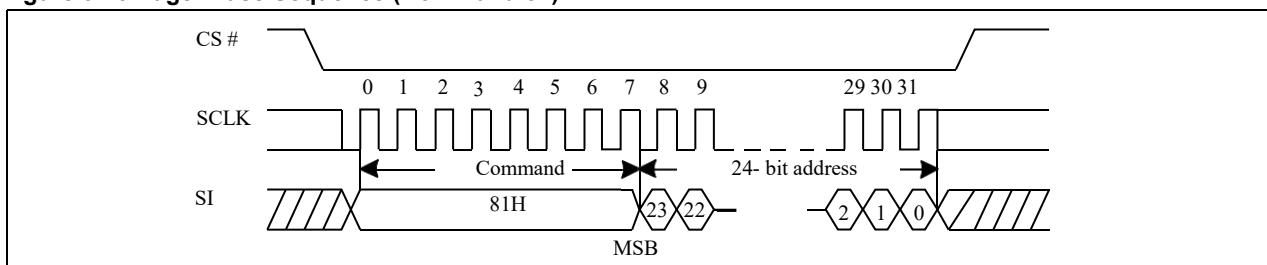 CS #
0 1 2 3 4 5 6 7 8 9 29 30 31
SCLK
Command 24- bit address
SI 81H 23 22 2 1 0
MSB